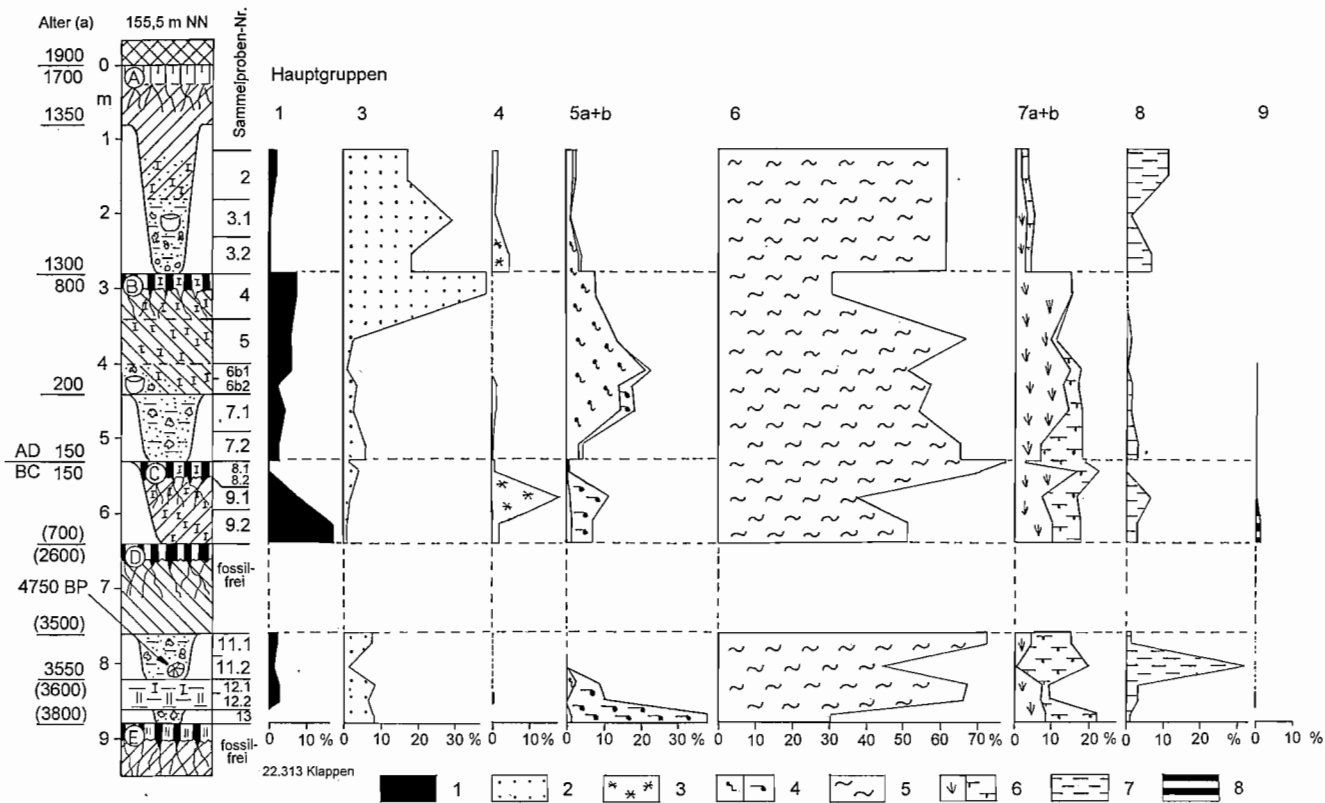 Alter (a) 155,5 m NN Sammelproben-Nr.
Hauptgruppen
1 3 4 5a+b 6 7a+b 8 9
1900
0
1700
A
m
1350
1
2
2
3.1
3.2
1300
B
800
3
4
5
4
6b1
6b2
200
7.1
5
7.2
AD 150
BC 150
C
8.1
8.2
9.1
6
9.2
(700)
D
(2600)
fossil-
frei
4750 BP
7
(3500)
11.1
3550
8
11.2
(3600)
12.1
12.2
(3800)
13
E
9
fossil-
frei
0 10 % 0 10 20 30 % 0 10 % 0 10 20 30 % 0 10 20 30 40 50 60 70 % 0 10 20 % 0 10 20 30 % 0 10 %
22.313 Klappen
1 2 3 4 5 6 7 8